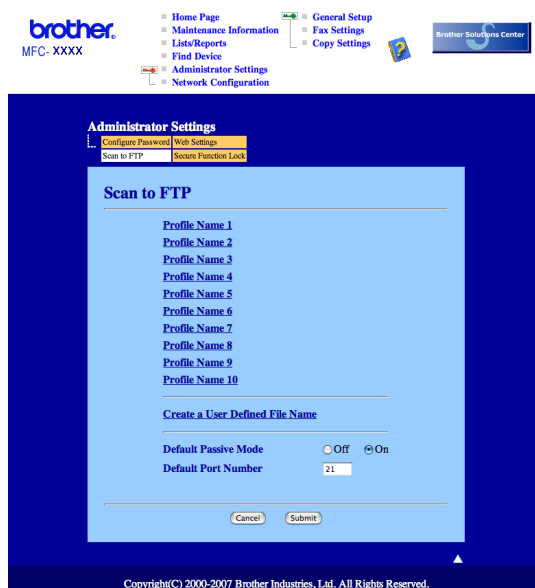 brother.
MFC- XXXX
Home Page
Maintenance Information
Lists/Reports
Find Device
Administrator Settings
Network Configuration
General Setup
Fax Settings
Copy Settings
?
Brother Solutions Center
Administrator Settings
Configure Password Web Settings
Scan to FTP Secure Function Lock
Scan to FTP
Profile Name 1
Profile Name 2
Profile Name 3
Profile Name 4
Profile Name 5
Profile Name 6
Profile Name 7
Profile Name 8
Profile Name 9
Profile Name 10
Create a User Defined File Name
Default Passive Mode Off On
Default Port Number 21
Cancel Submit
Copyright(C) 2000-2007 Brother Industries, Ltd. All Rights Reserved.